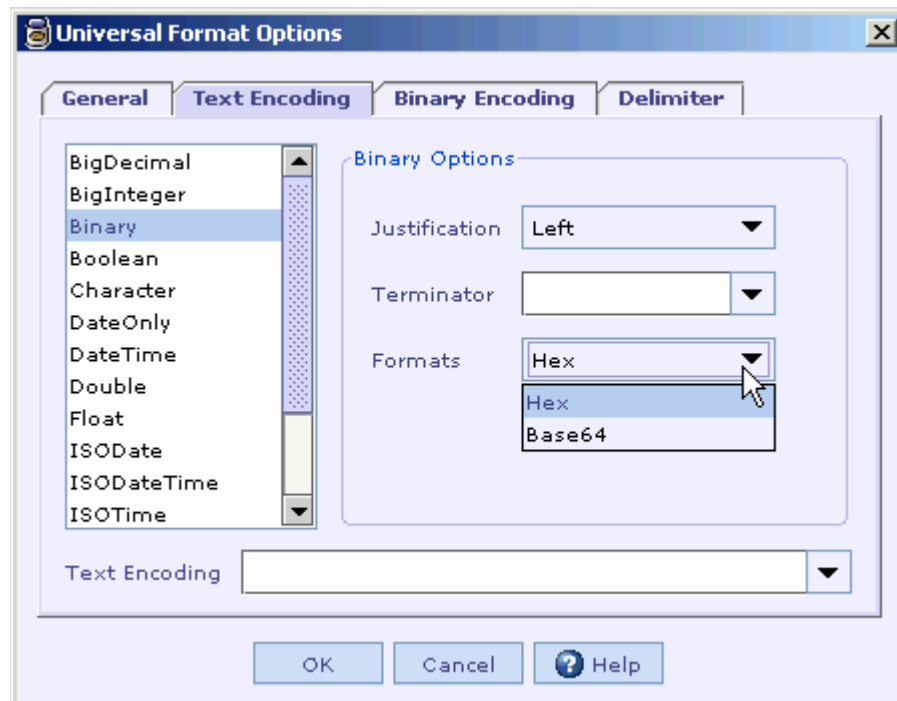 Universal Format Options
General Text Encoding Binary Encoding Delimiter
BigDecimal
BigInteger
Binary
Boolean
Character
DateOnly
DateTime
Double
Float
ISODate
ISODateTime
ISOTime
Binary Options
Justification Left
Terminator
Formats Hex
Hex
Base64
Text Encoding
OK Cancel ? Help